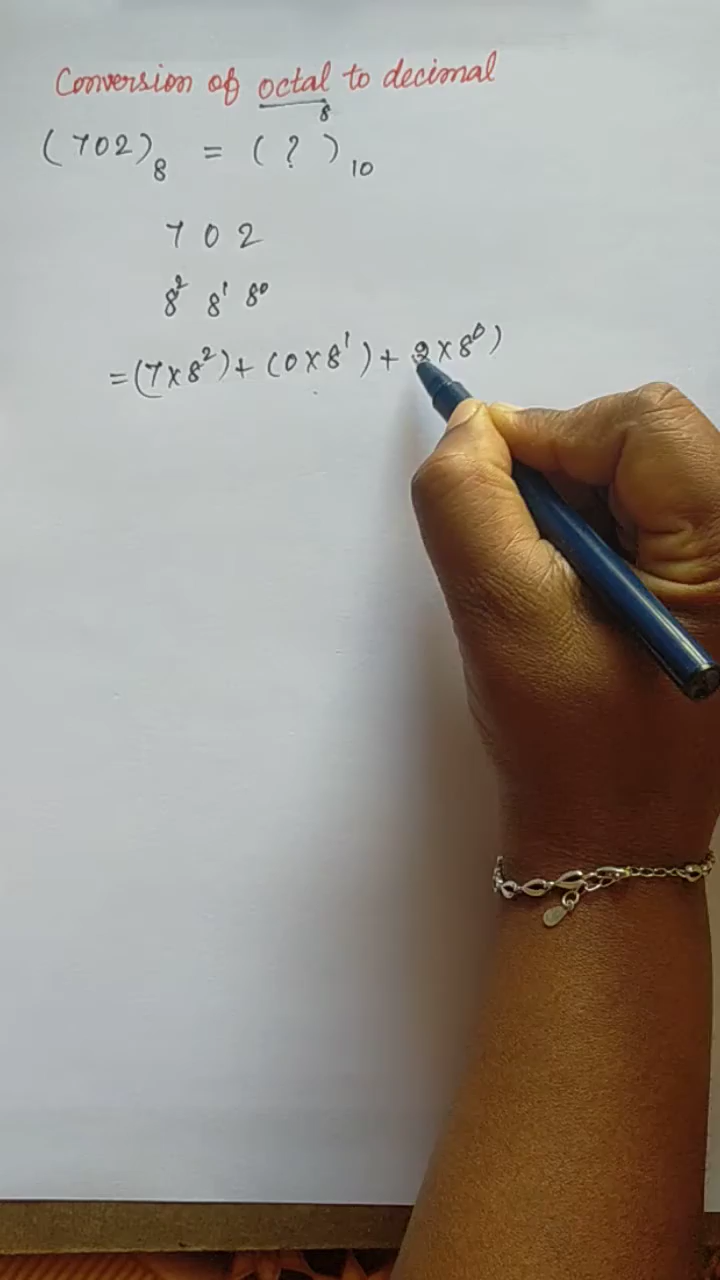 Conversion of octal to decimal
8
(702)₈ = ( ? )₁₀
7 0 2
8² 8¹ 8⁰
= (7×8²) + (0×8¹) + 2×8⁰)